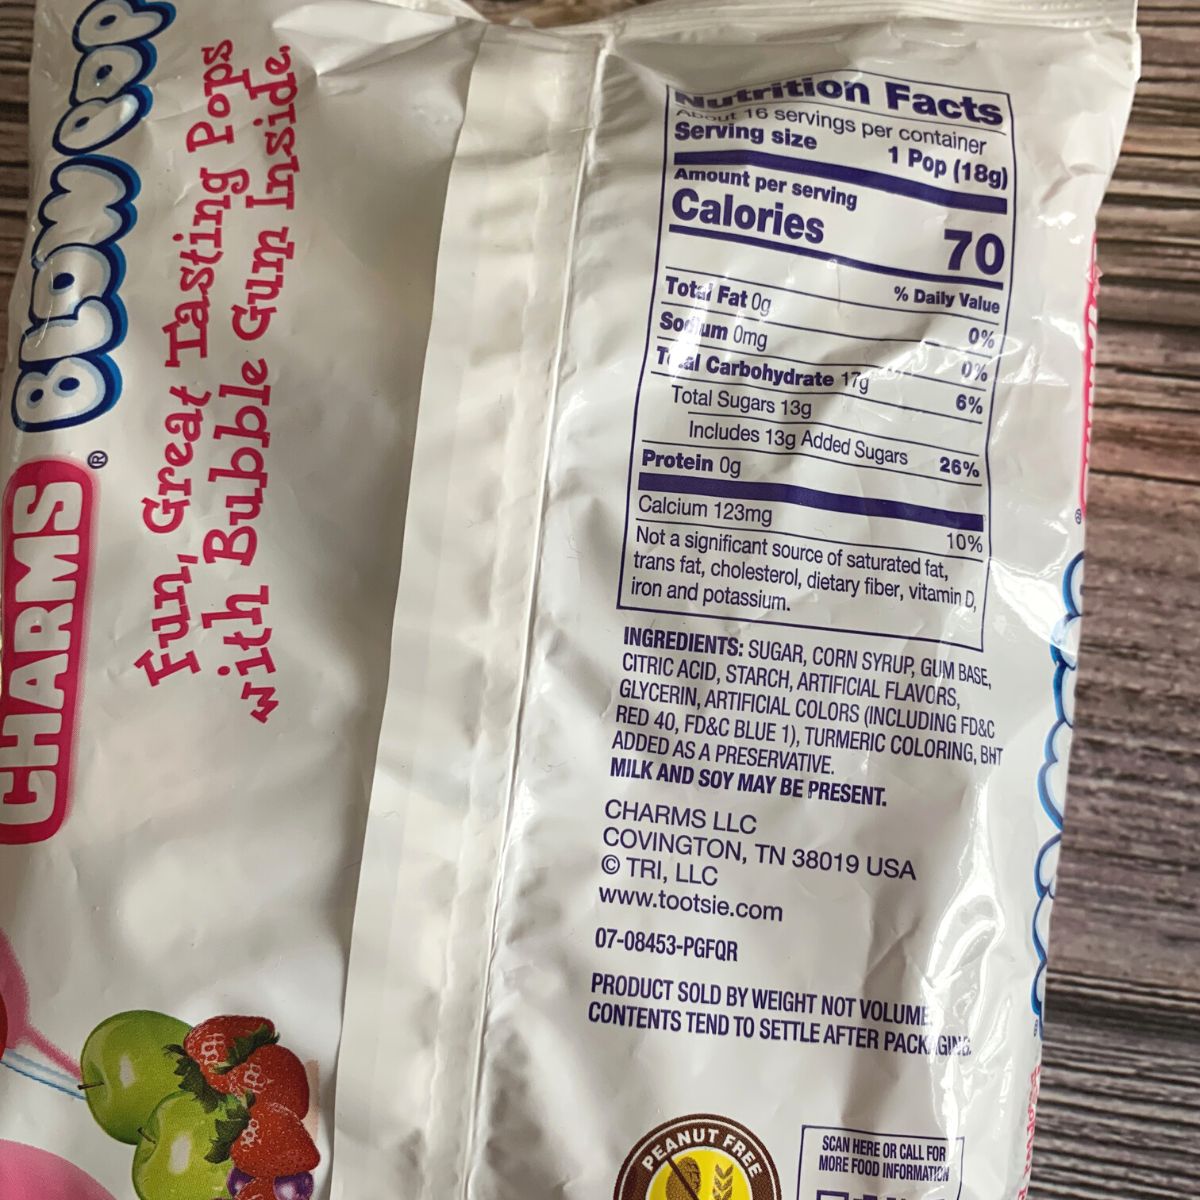 CHARMS® BLOW POP
Fun, Great Tasting Pops
with Bubble Gum Inside
Nutrition Facts
About 16 servings per container
Serving size 1 Pop (18g)
Amount per serving
Calories 70
% Daily Value
Total Fat 0g 0%
Sodium 0mg 0%
Total Carbohydrate 17g 6%
Total Sugars 13g
Includes 13g Added Sugars 26%
Protein 0g
Calcium 123mg 10%
Not a significant source of saturated fat,
trans fat, cholesterol, dietary fiber, vitamin D,
iron and potassium.
INGREDIENTS: SUGAR, CORN SYRUP, GUM BASE,
CITRIC ACID, STARCH, ARTIFICIAL FLAVORS,
GLYCERIN, ARTIFICIAL COLORS (INCLUDING FD&C
RED 40, FD&C BLUE 1), TURMERIC COLORING, BHT
ADDED AS A PRESERVATIVE.
MILK AND SOY MAY BE PRESENT.
CHARMS LLC
COVINGTON, TN 38019 USA
© TRI, LLC
www.tootsie.com
07-08453-PGFQR
PRODUCT SOLD BY WEIGHT NOT VOLUME.
CONTENTS TEND TO SETTLE AFTER PACKAGING.
PEANUT FREE
SCAN HERE OR CALL FOR
MORE FOOD INFORMATION